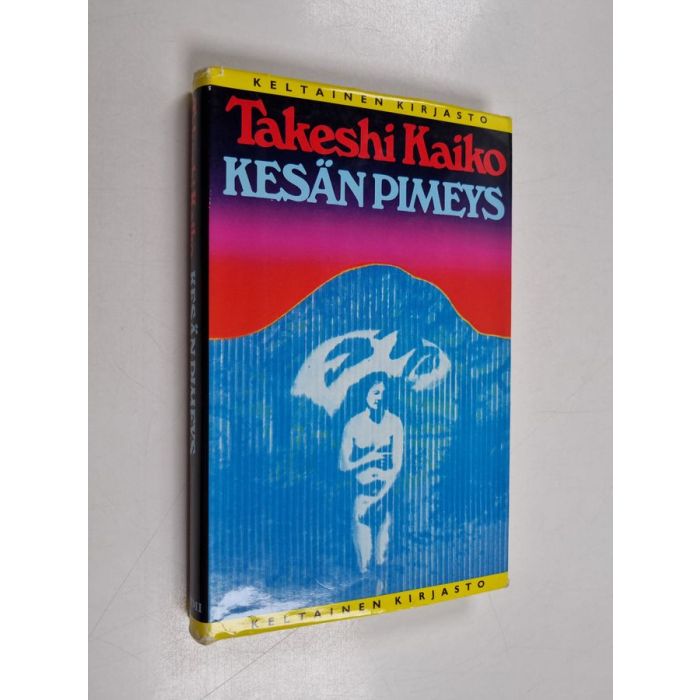 KELTAINEN KIRJASTO
Takeshi Kaiko
KESÄN PIMEYS
KELTAINEN KIRJASTO
KESÄN PIMEYS